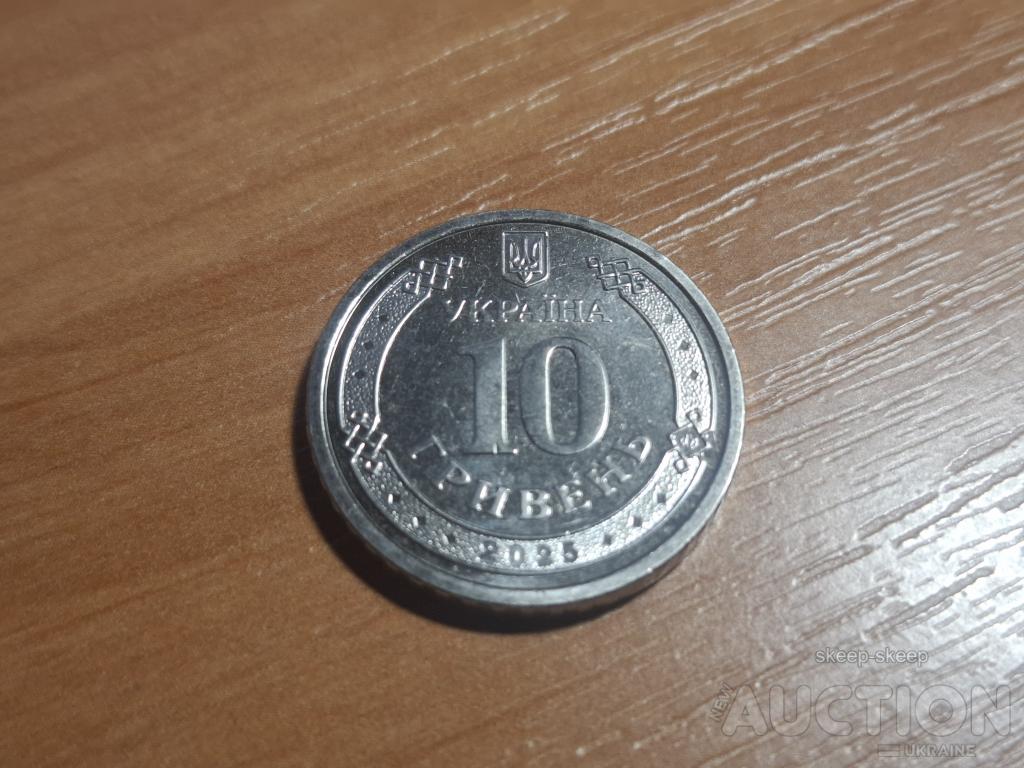 УКРАЇНА
10
ГРИВЕНЬ
2025
skeep-skeep
NEW AUCTION
UKRAINE